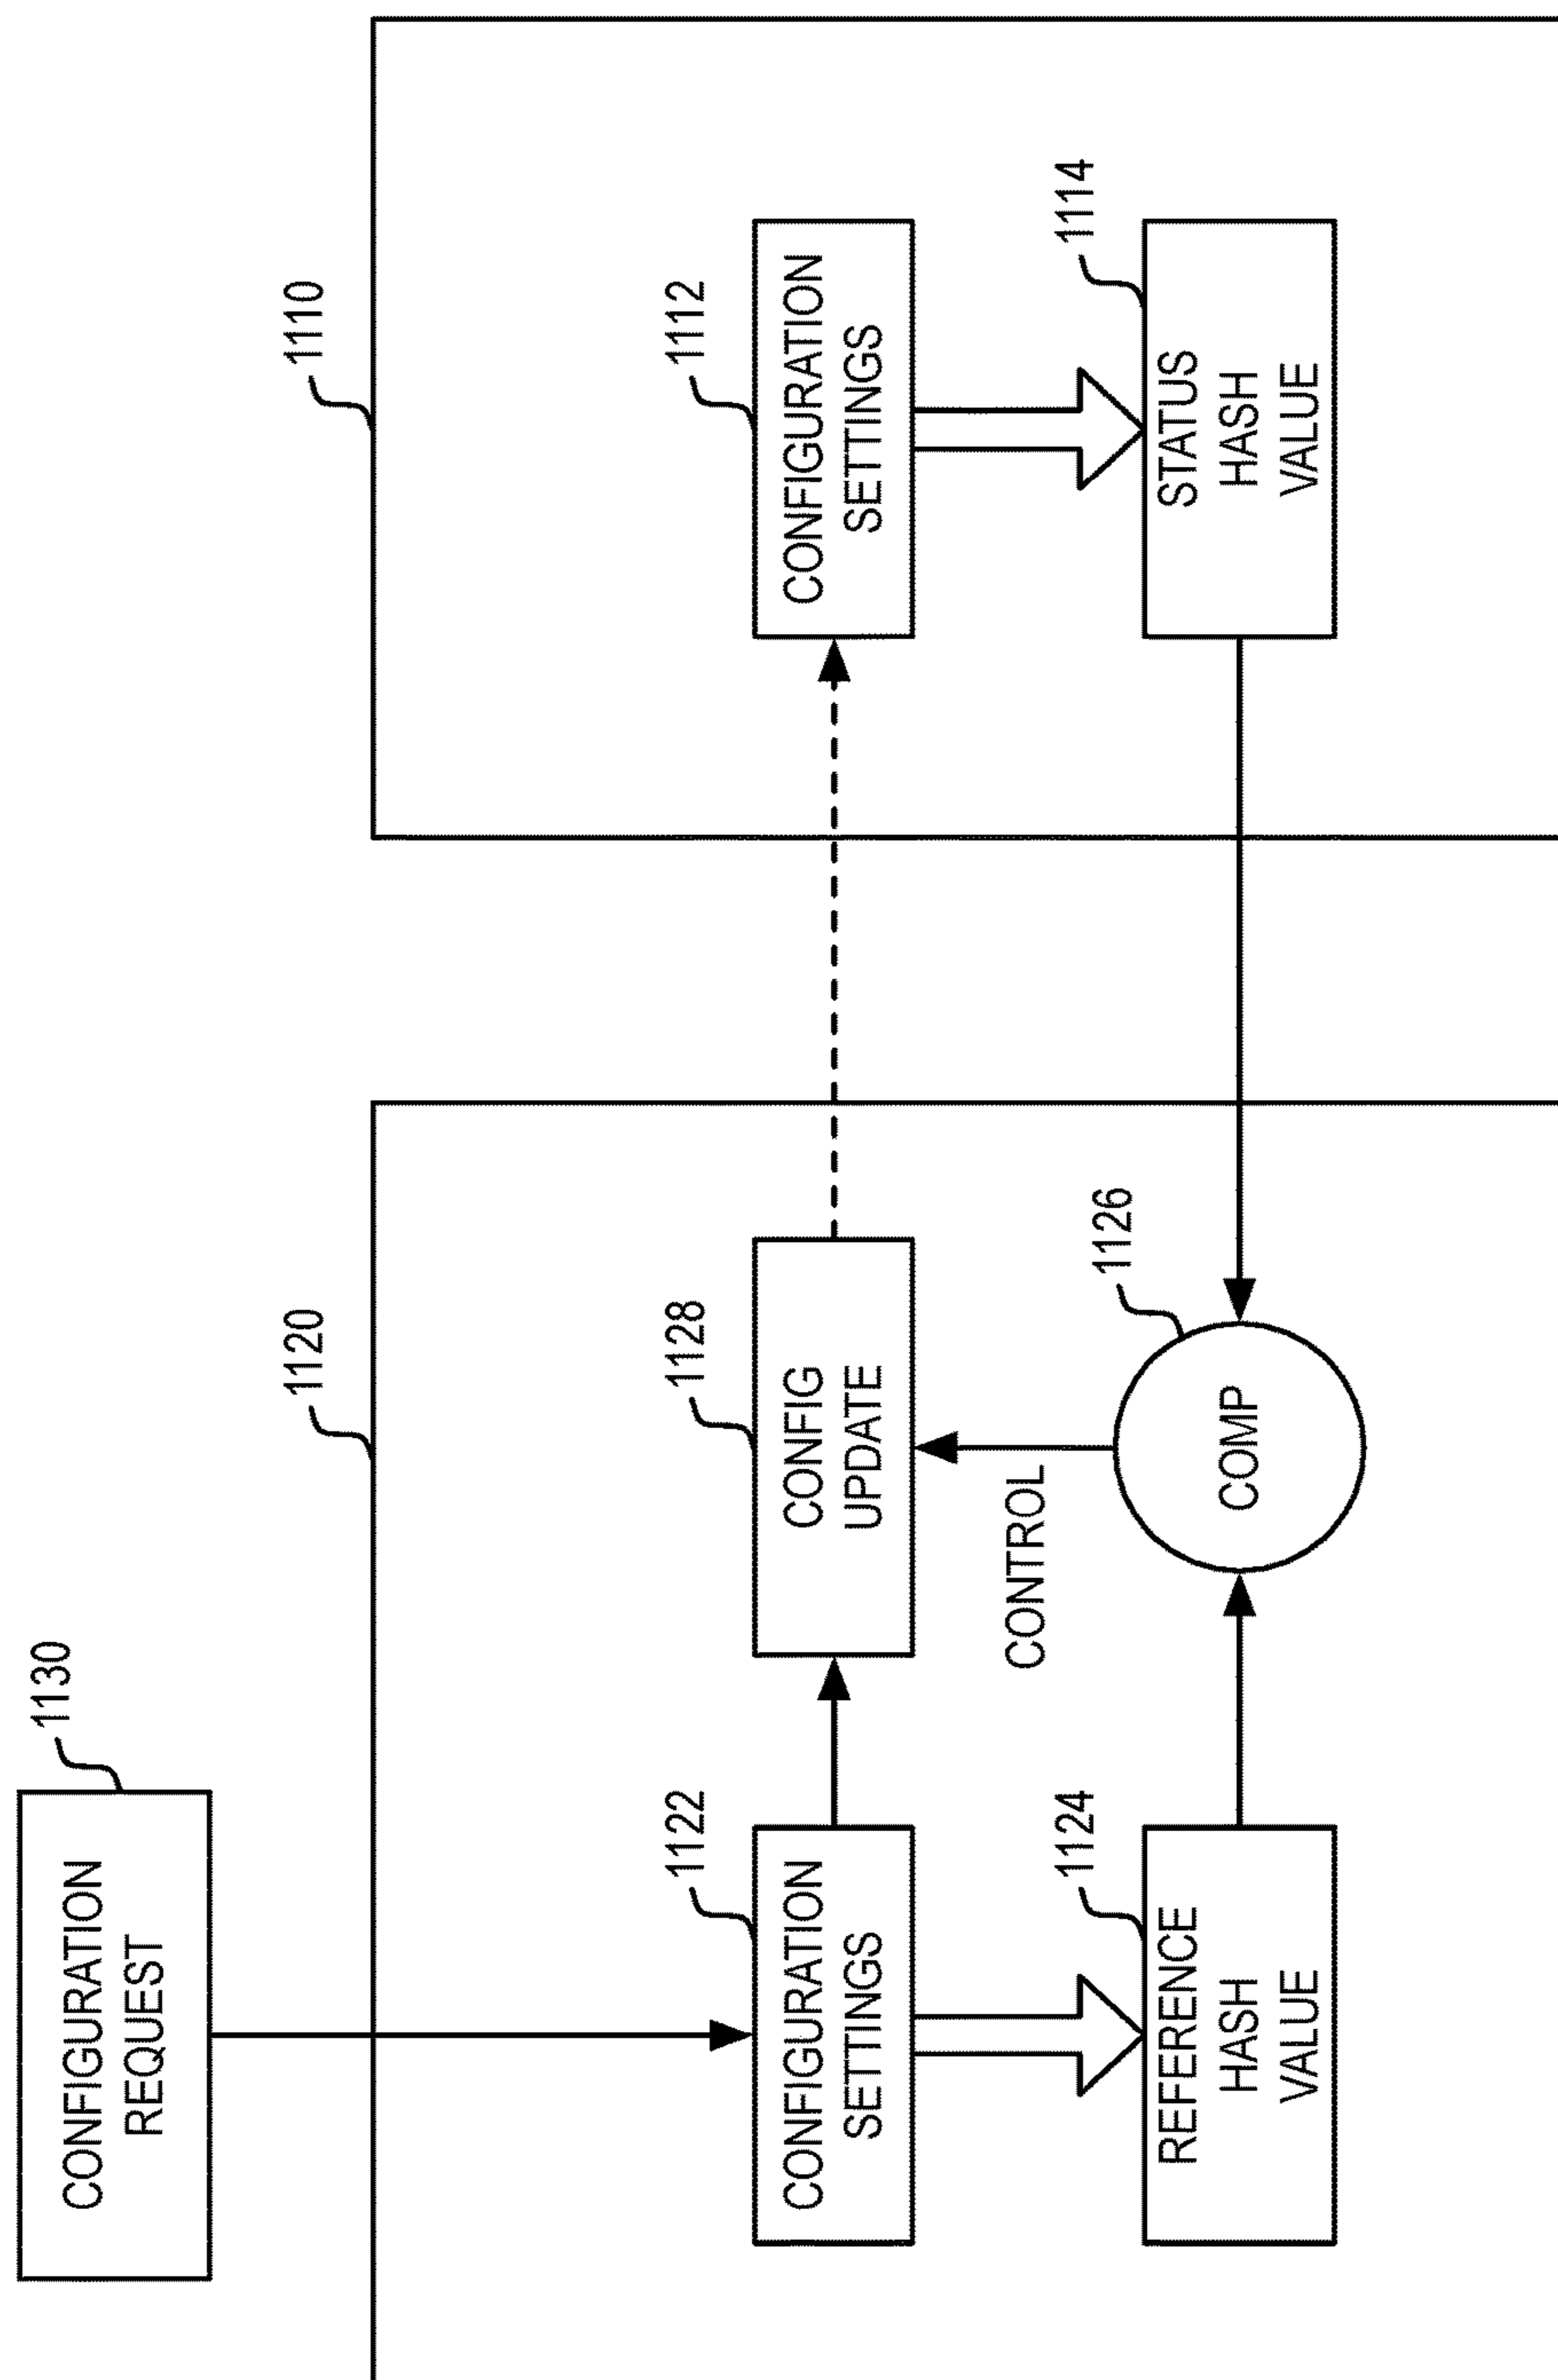 CONFIGURATION
REQUEST
1130
1120
1110
CONFIGURATION
SETTINGS
1122
CONFIG
UPDATE
1128
CONFIGURATION
SETTINGS
1112
CONTROL
REFERENCE
HASH
VALUE
1124
COMP
1126
STATUS
HASH
VALUE
1114